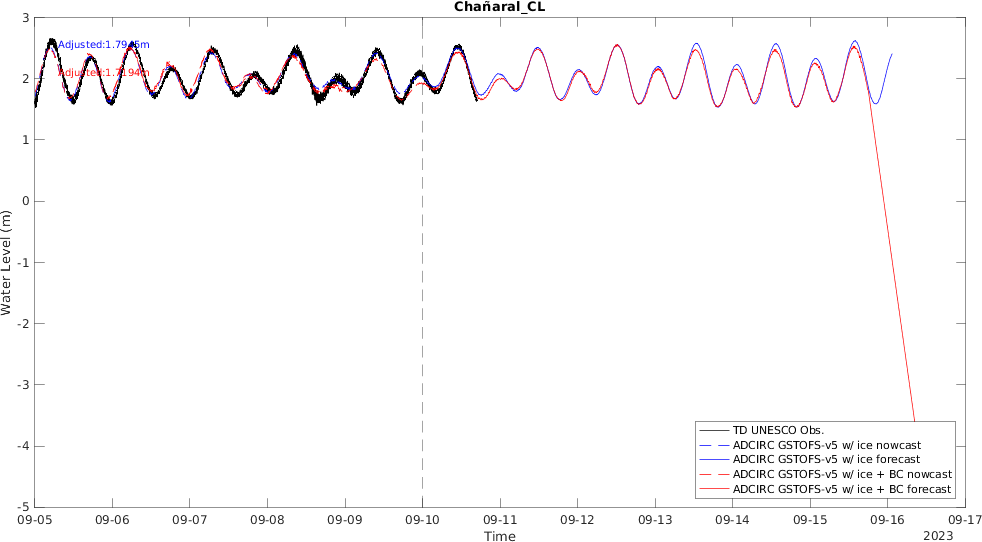 Chañaral_CL
3
2
1
0
-1
-2
-3
-4
-5
Water Level (m)
Adjusted:1.7194m
TD UNESCO Obs.
ADCIRC GSTOFS-v5 w/ ice nowcast
ADCIRC GSTOFS-v5 w/ ice forecast
ADCIRC GSTOFS-v5 w/ ice + BC nowcast
ADCIRC GSTOFS-v5 w/ ice + BC forecast
09-05 09-06 09-07 09-08 09-09 09-10 09-11 09-12 09-13 09-14 09-15 09-16 09-17
Time
2023